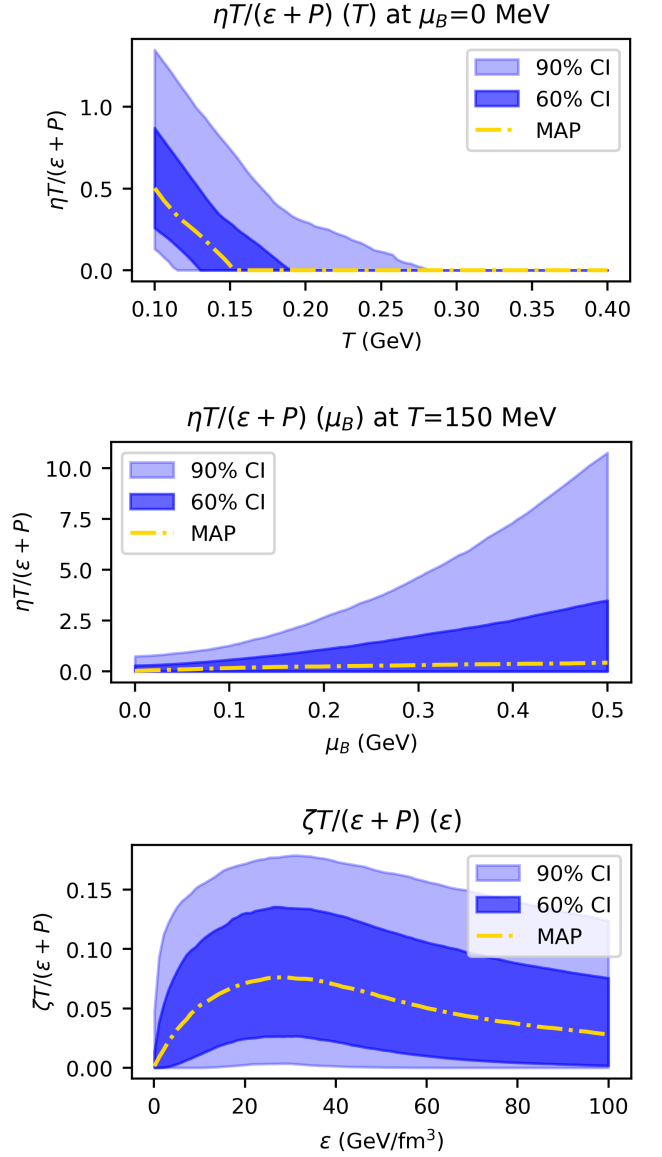 ηT/(ε + P) (T) at μ_B=0 MeV
90% CI
60% CI
MAP
ηT/(ε + P)
1.0
0.5
0.0
0.10 0.15 0.20 0.25 0.30 0.35 0.40
T (GeV)
ηT/(ε + P) (μ_B) at T=150 MeV
90% CI
60% CI
MAP
ηT/(ε + P)
10.0
7.5
5.0
2.5
0.0
0.0 0.1 0.2 0.3 0.4 0.5
μ_B (GeV)
ζT/(ε + P) (ε)
90% CI
60% CI
MAP
ζT/(ε + P)
0.15
0.10
0.05
0.00
0 20 40 60 80 100
ε (GeV/fm³)